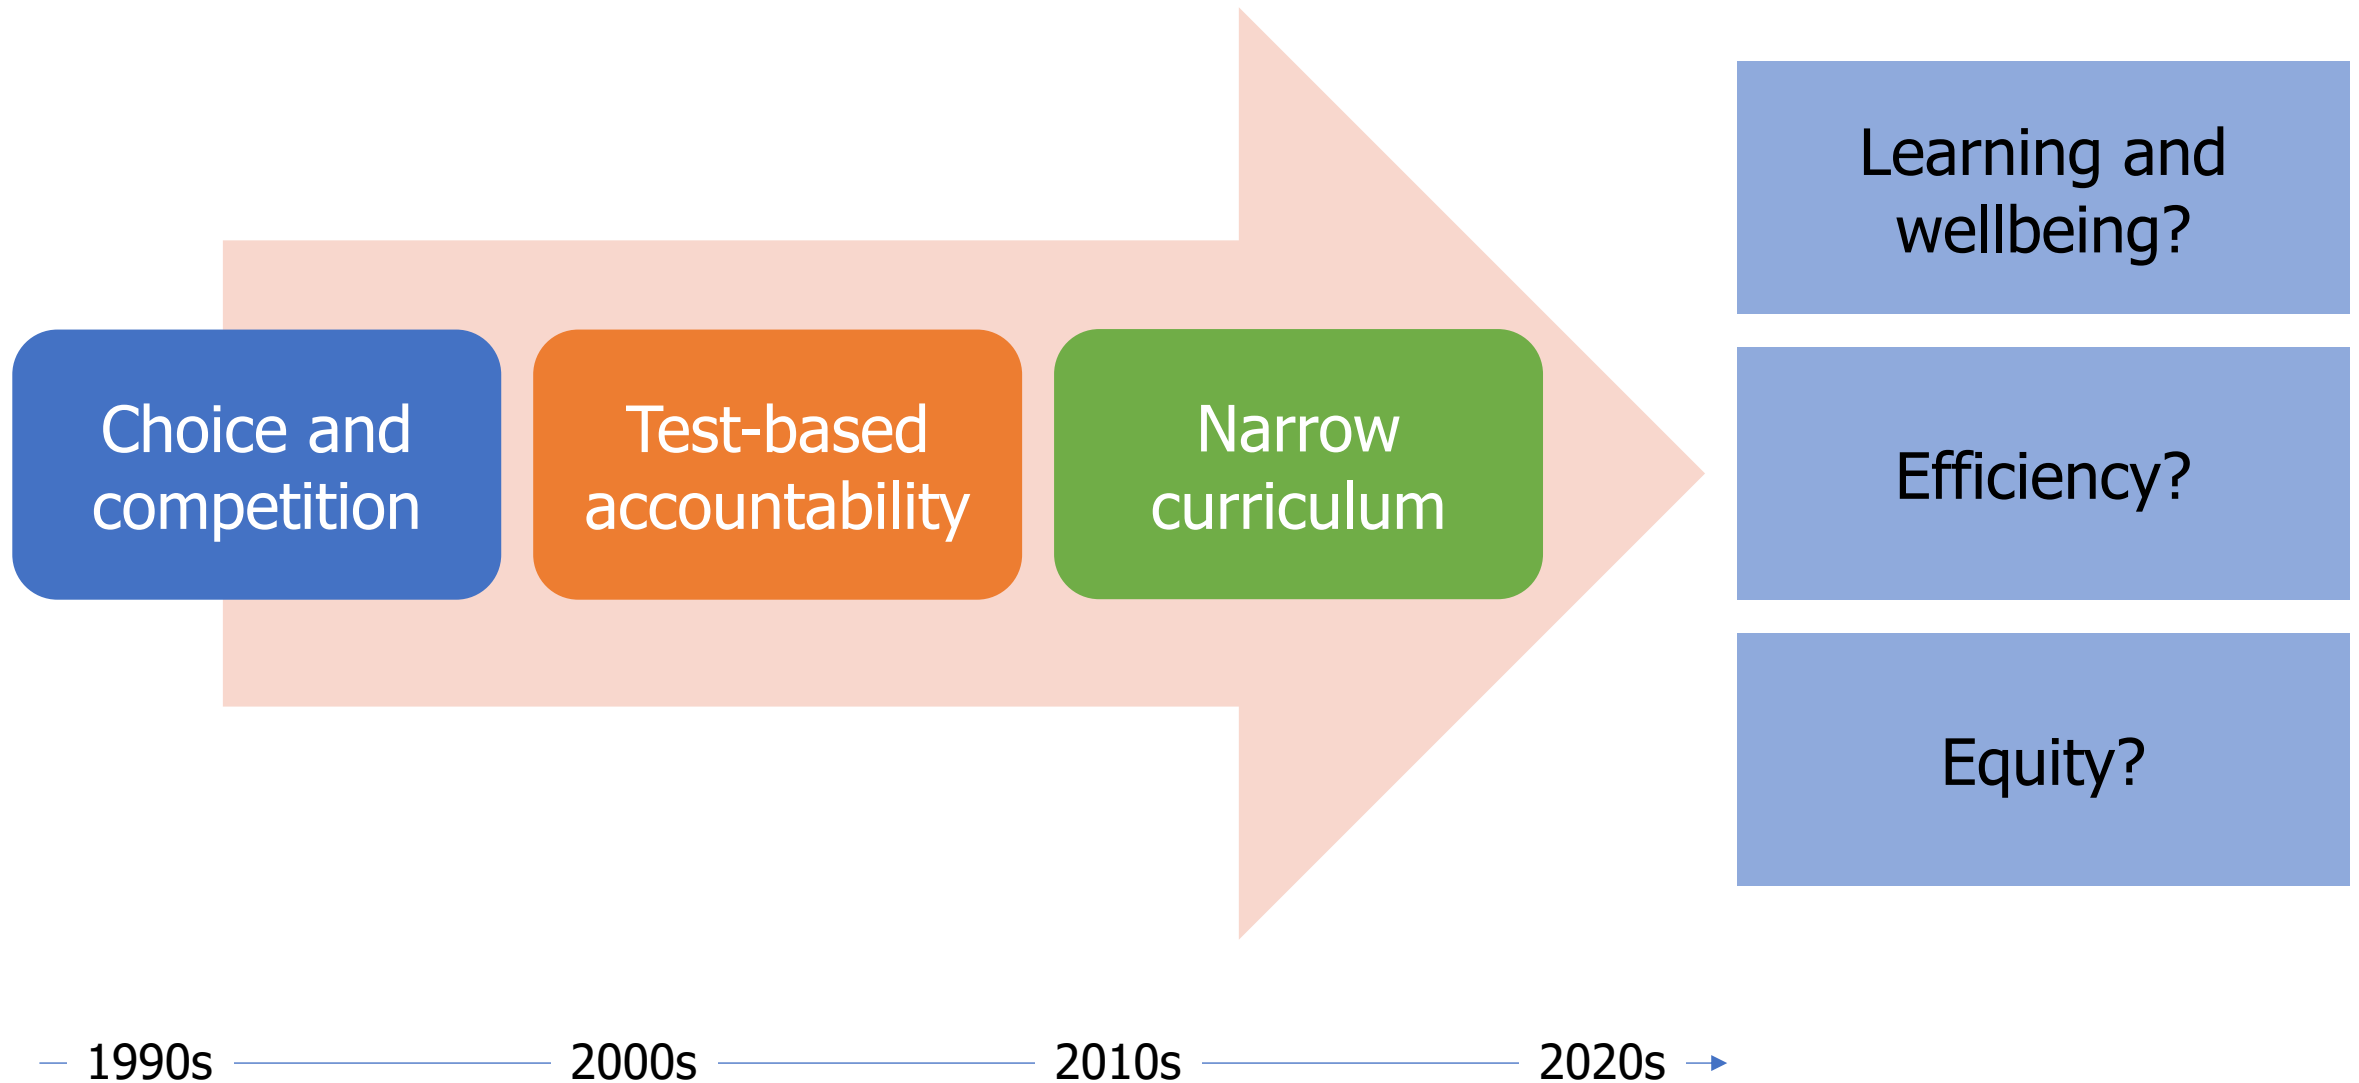 Choice and
competition
Test-based
accountability
Narrow
curriculum
Learning and
wellbeing?
Efficiency?
Equity?
1990s
2000s
2010s
2020s